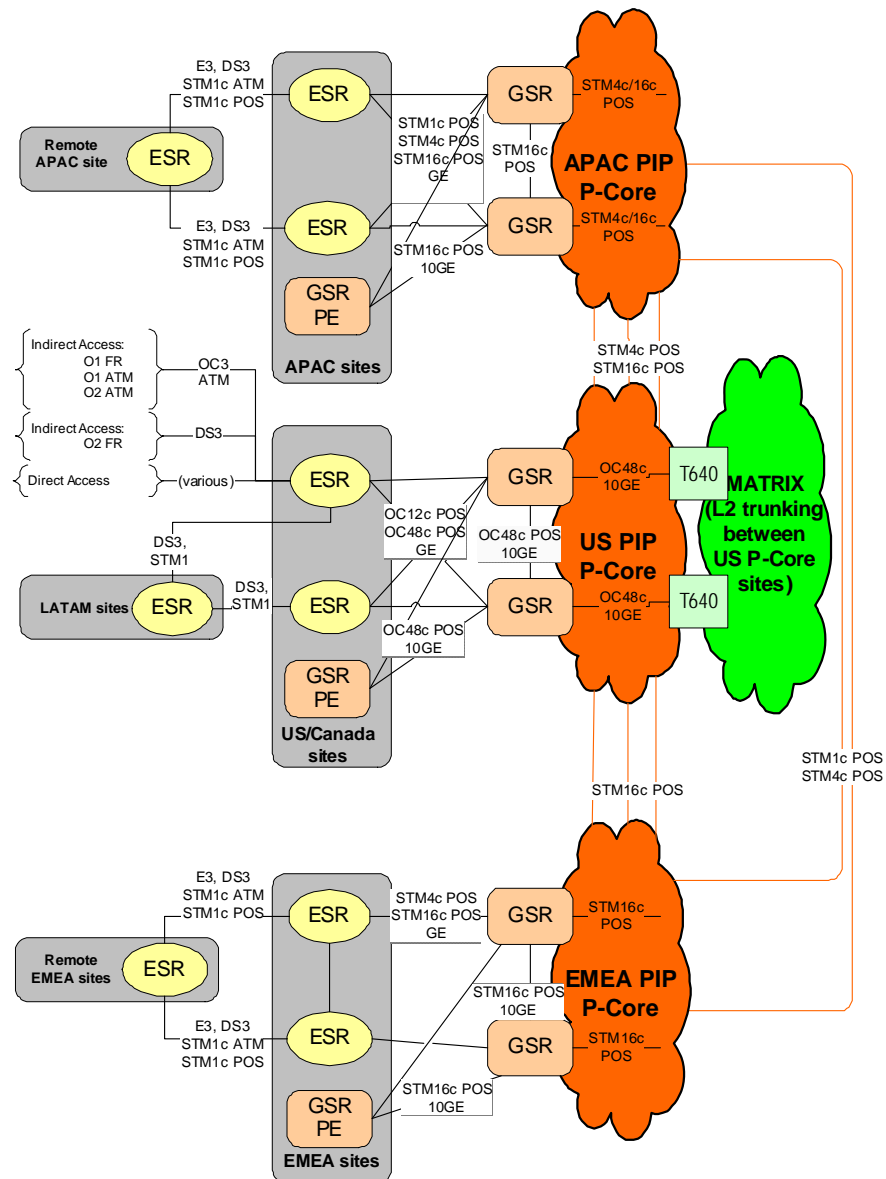 E3, DS3
STM1c ATM
STM1c POS
Remote
APAC site
ESR
E3, DS3
STM1c ATM
STM1c POS
ESR
ESR
GSR
PE
APAC sites
STM1c POS
STM4c POS
STM16c POS
GE
STM16c POS
10GE
GSR
STM16c
POS
GSR
STM4c/16c
POS
APAC PIP
P-Core
STM4c/16c
POS
STM4c POS
STM16c POS
Indirect Access:
O1 FR
O1 ATM
O2 ATM
OC3
ATM
Indirect Access:
O2 FR
DS3
Direct Access
(various)
DS3,
STM1
LATAM sites
ESR
DS3,
STM1
ESR
ESR
GSR
PE
US/Canada
sites
OC12c POS
OC48c POS
GE
OC48c POS
10GE
GSR
OC48c POS
10GE
GSR
OC48c
10GE
US PIP
P-Core
OC48c
10GE
T640
MATRIX
(L2 trunking
between
US P-Core
sites)
T640
STM16c POS
STM1c POS
STM4c POS
E3, DS3
STM1c ATM
STM1c POS
Remote
EMEA sites
ESR
E3, DS3
STM1c ATM
STM1c POS
ESR
ESR
GSR
PE
EMEA sites
STM4c POS
STM16c POS
GE
STM16c POS
10GE
GSR
STM16c POS
10GE
GSR
STM16c
POS
EMEA PIP
P-Core
STM16c
POS